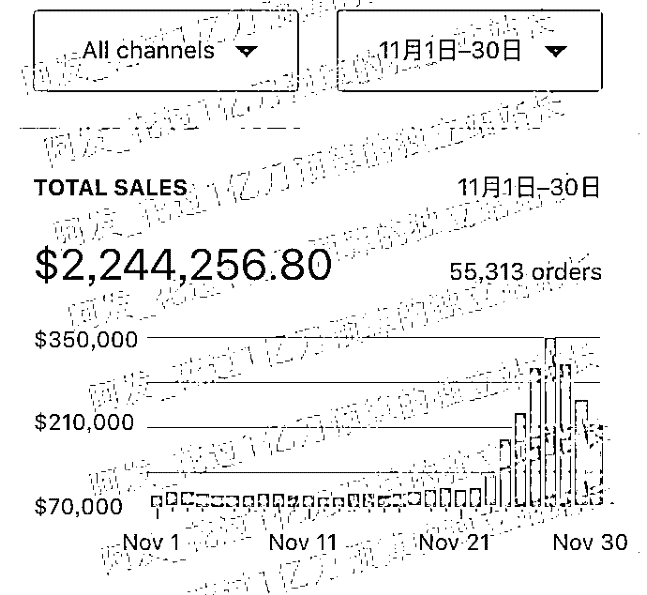 All channels
11月1日–30日
TOTAL SALES
11月1日–30日
$2,244,256.80
55,313 orders
$350,000
$210,000
$70,000
Nov 1 Nov 11 Nov 21 Nov 30